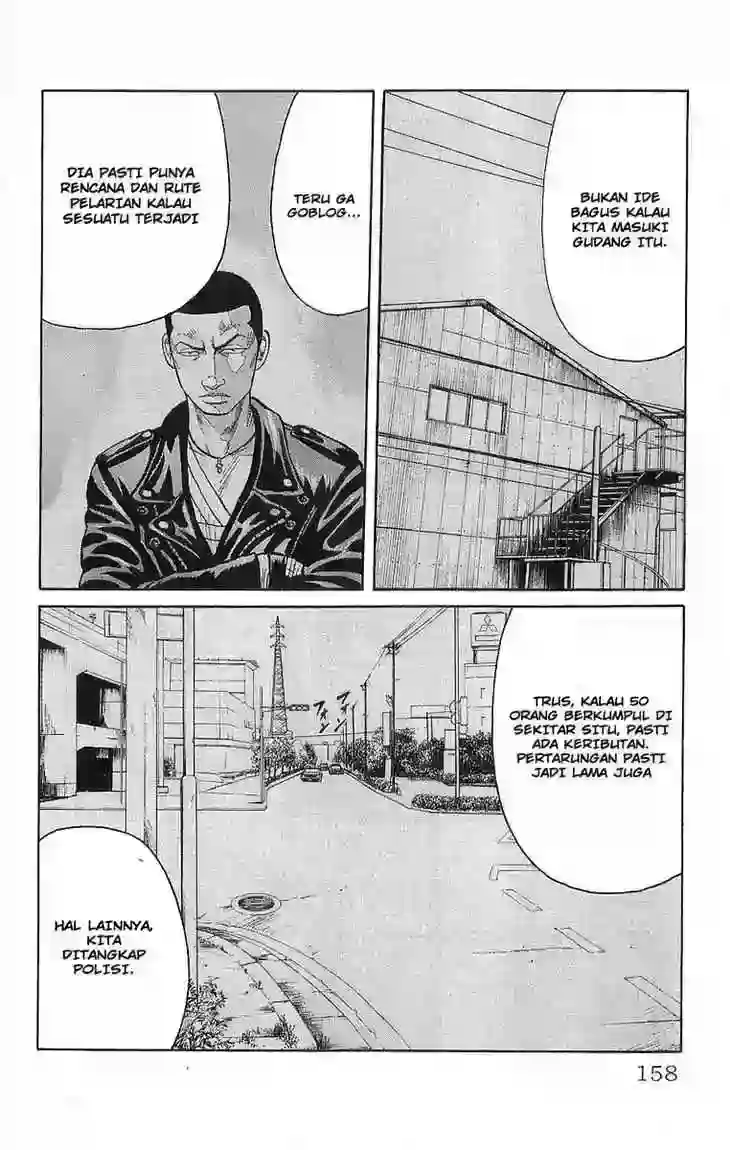 BUKAN IDE
BAGUS KALAU
KITA MASUKI
GUDANG ITU.
TERU GA
GOBLOG...
DIA PASTI PUNYA
RENCANA DAN RUTE
PELARIAN KALAU
SESUATU TERJADI
TRUS, KALAU 50
ORANG BERKUMPUL DI
SEKITAR SITU, PASTI
ADA KERIBUTAN.
PERTARUNGAN PASTI
JADI LAMA JUGA
HAL LAINNYA,
KITA
DITANGKAP
POLISI.
158